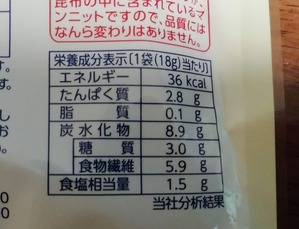 昆布の中に含まれているマ
ンニットですので、品質には
なんら変わりはありません。
栄養成分表示(1袋(18g)当たり)
エネルギー 36 kcal
たんぱく質 2.8 g
脂質 0.1 g
炭水化物 8.9 g
糖質 3.0 g
食物繊維 5.9 g
食塩相当量 1.5 g
当社分析結果